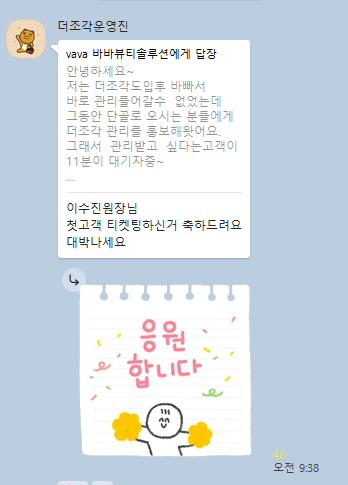 더조각운영진
vava 바바뷰티솔루션에게 답장
안녕하세요~
저는 더조각도입후 바빠서
바로 관리들어갈수 없었는데
그동안 단골로 오시는 분들에게
더조각 관리를 홍보해왓어요.
그래서 관리받고 싶다는고객이
11분이 대기자중~
...
이수진원장님
첫고객 티켓팅하신거 축하드려요
대박나세요
응원
합니다
48
오전 9:38